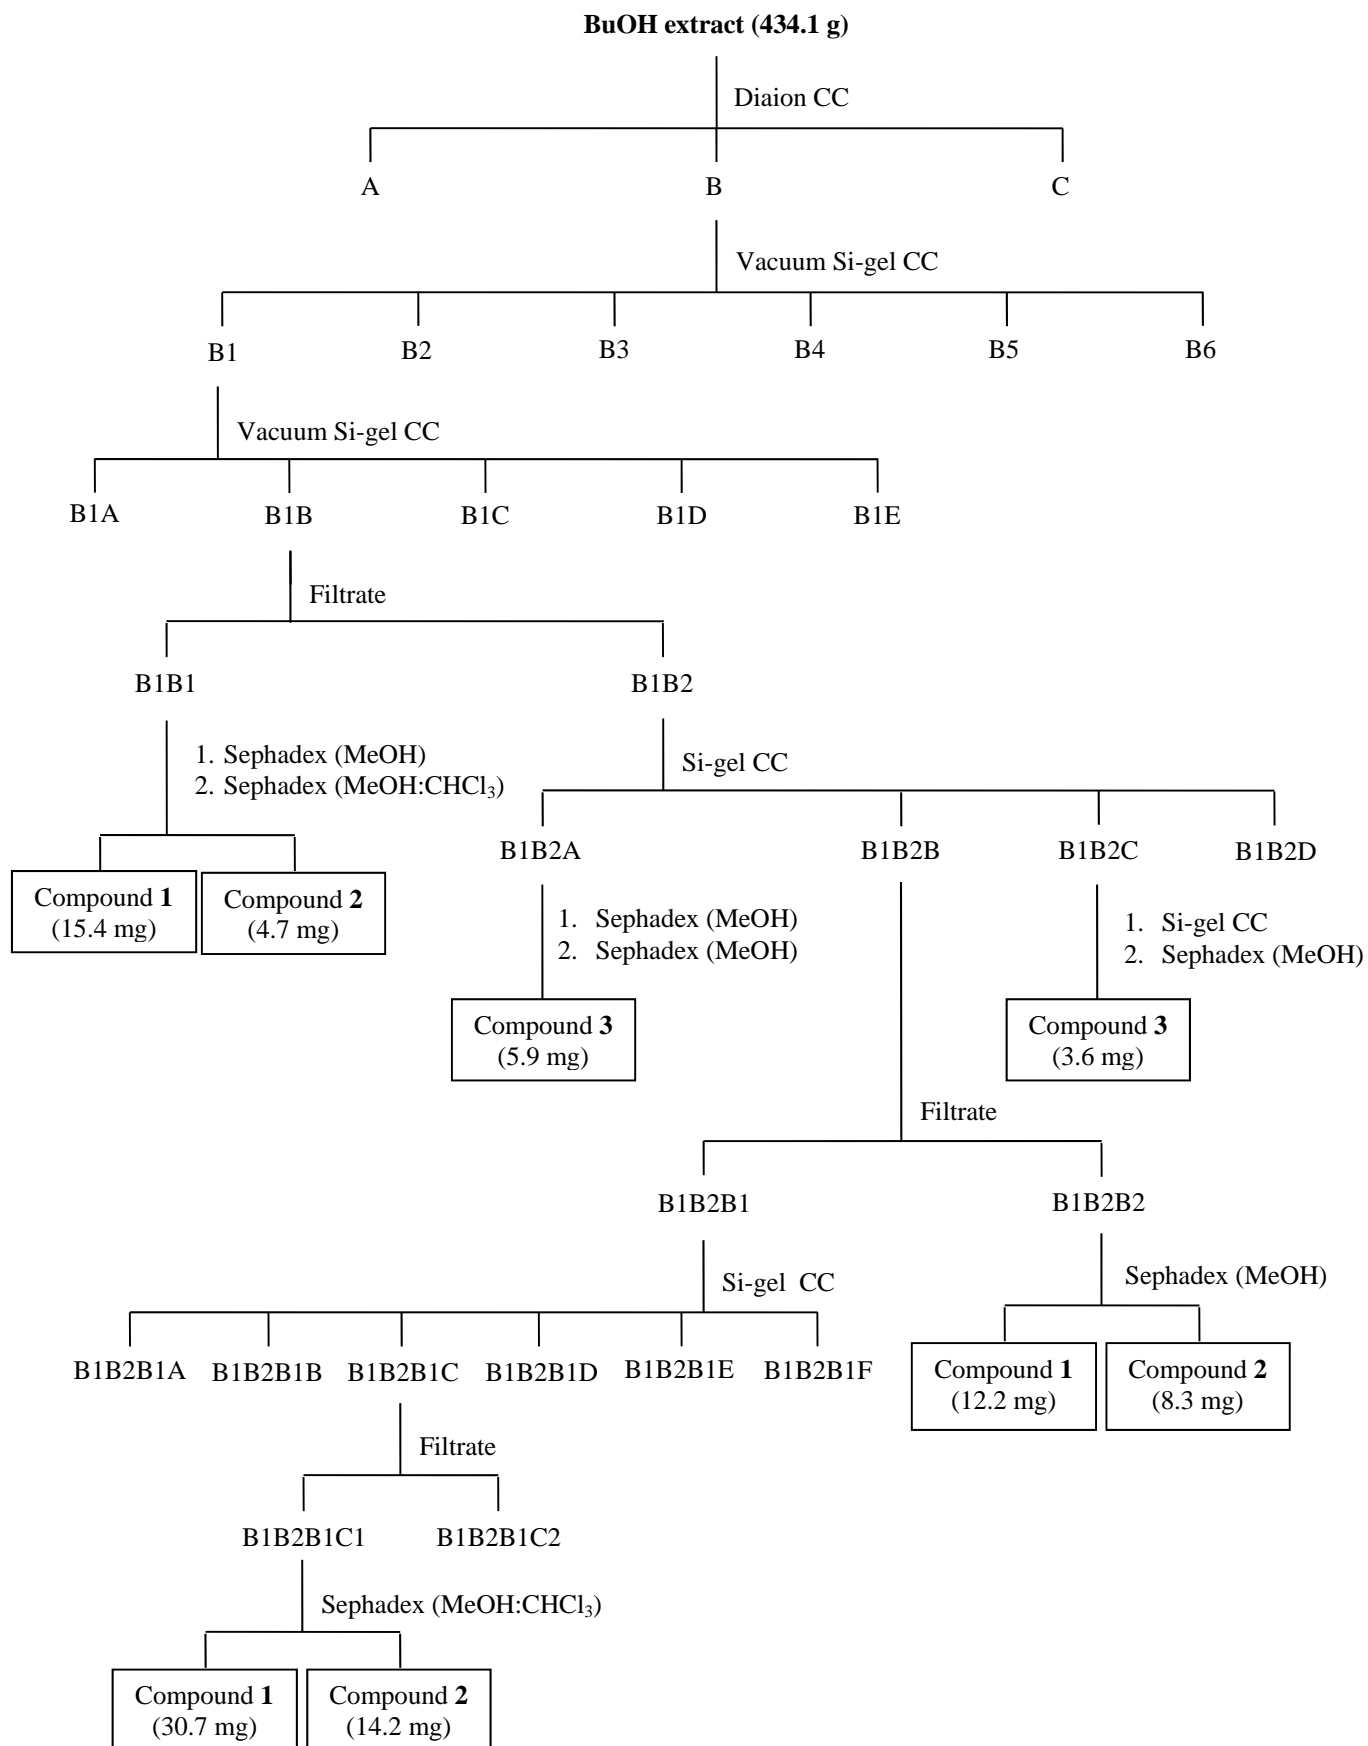 BuOH extract (434.1 g)
Diaion CC
A
B
C
Vacuum Si-gel CC
B1
B2
B3
B4
B5
B6
Vacuum Si-gel CC
B1A
B1B
B1C
B1D
B1E
Filtrate
B1B1
B1B2
1. Sephadex (MeOH)
2. Sephadex (MeOH:CHCl₃)
Si-gel CC
B1B2A
B1B2B
B1B2C
B1B2D
Compound 1
(15.4 mg)
Compound 2
(4.7 mg)
1. Sephadex (MeOH)
2. Sephadex (MeOH)
1. Si-gel CC
2. Sephadex (MeOH)
Compound 3
(5.9 mg)
Compound 3
(3.6 mg)
Filtrate
B1B2B1
B1B2B2
Si-gel CC
Sephadex (MeOH)
B1B2B1A
B1B2B1B
B1B2B1C
B1B2B1D
B1B2B1E
B1B2B1F
Compound 1
(12.2 mg)
Compound 2
(8.3 mg)
Filtrate
B1B2B1C1
B1B2B1C2
Sephadex (MeOH:CHCl₃)
Compound 1
(30.7 mg)
Compound 2
(14.2 mg)